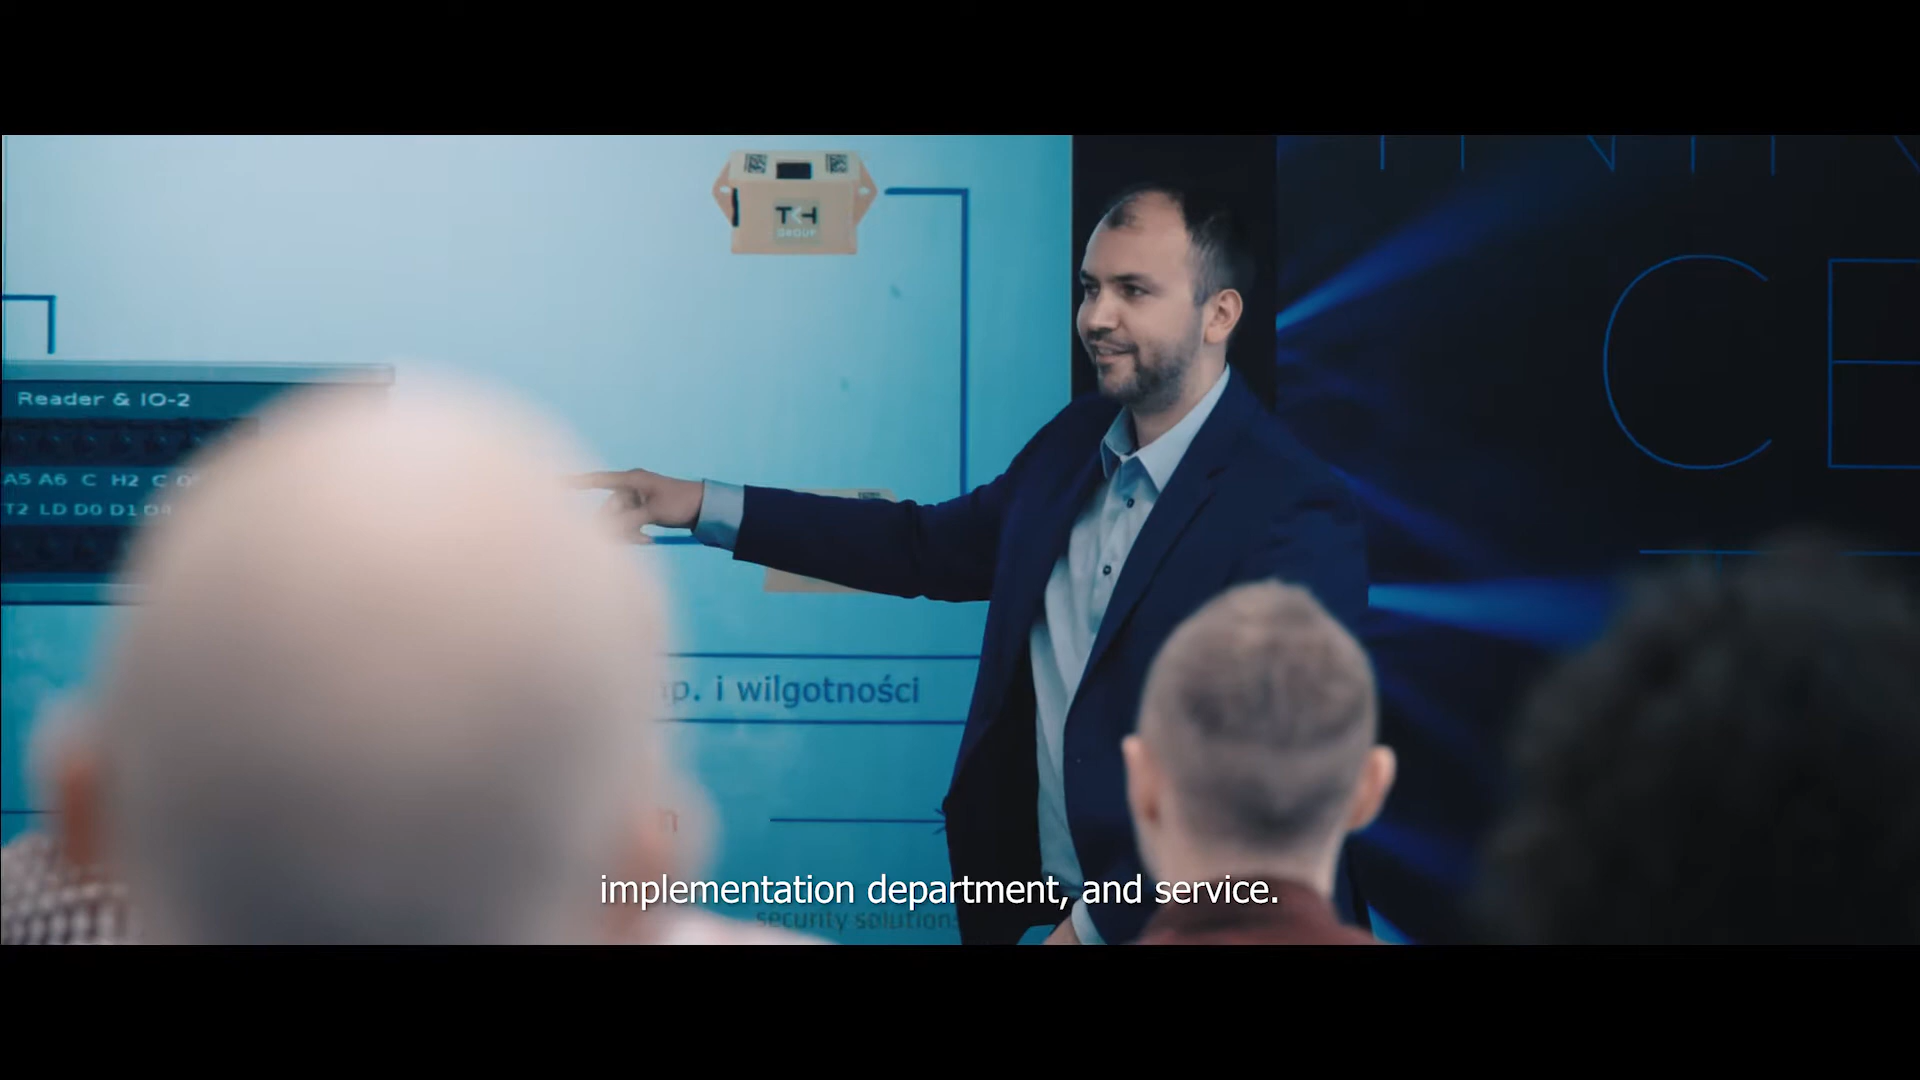 TKH
GROUP
CE
Reader & IO-2
A5 A6 C H2 C
T2 LD D0 D1
i wilgotności
implementation department, and service.
security solutions